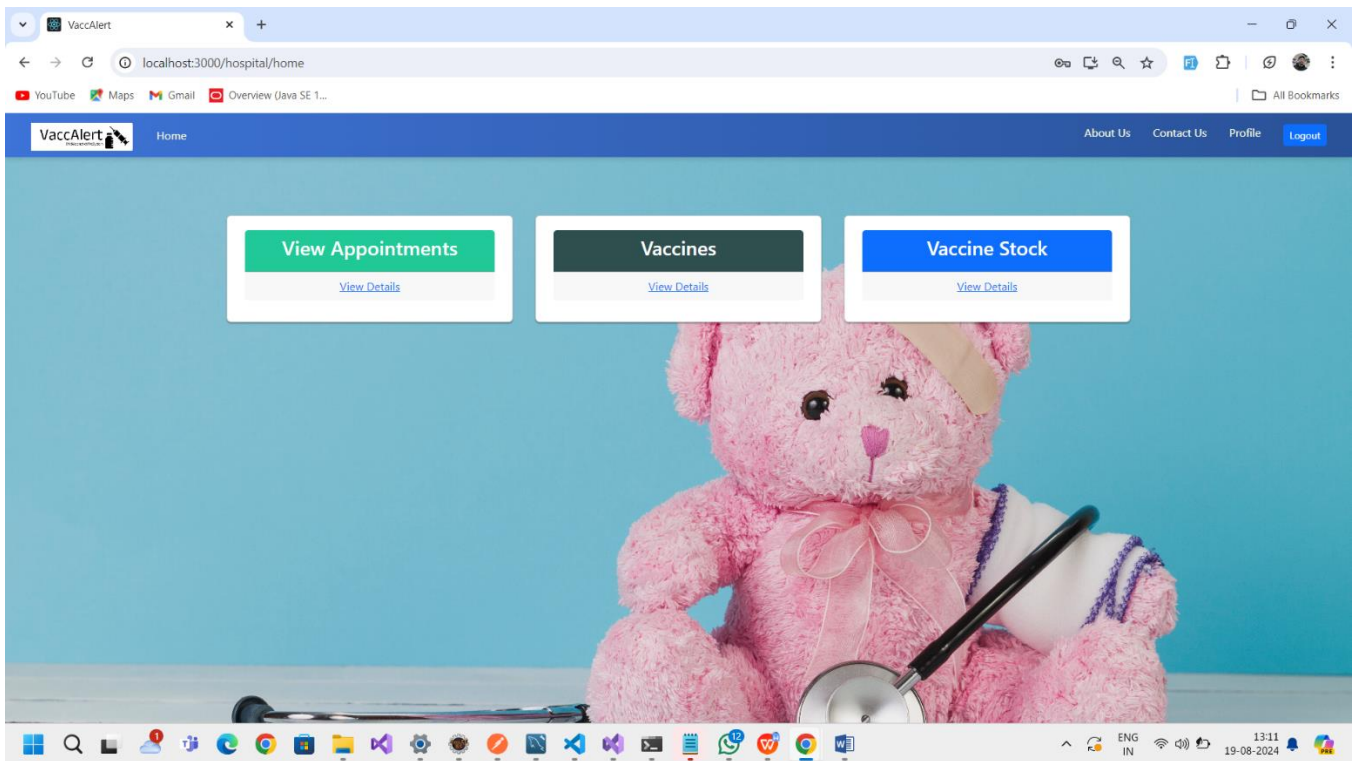 VaccAlert
localhost:3000/hospital/home
YouTube Maps Gmail Overview (Java SE 1... All Bookmarks
VaccAlert Home About Us Contact Us Profile Logout
View Appointments Vaccines Vaccine Stock
View Details View Details View Details
ENG 13:11
IN 19-08-2024